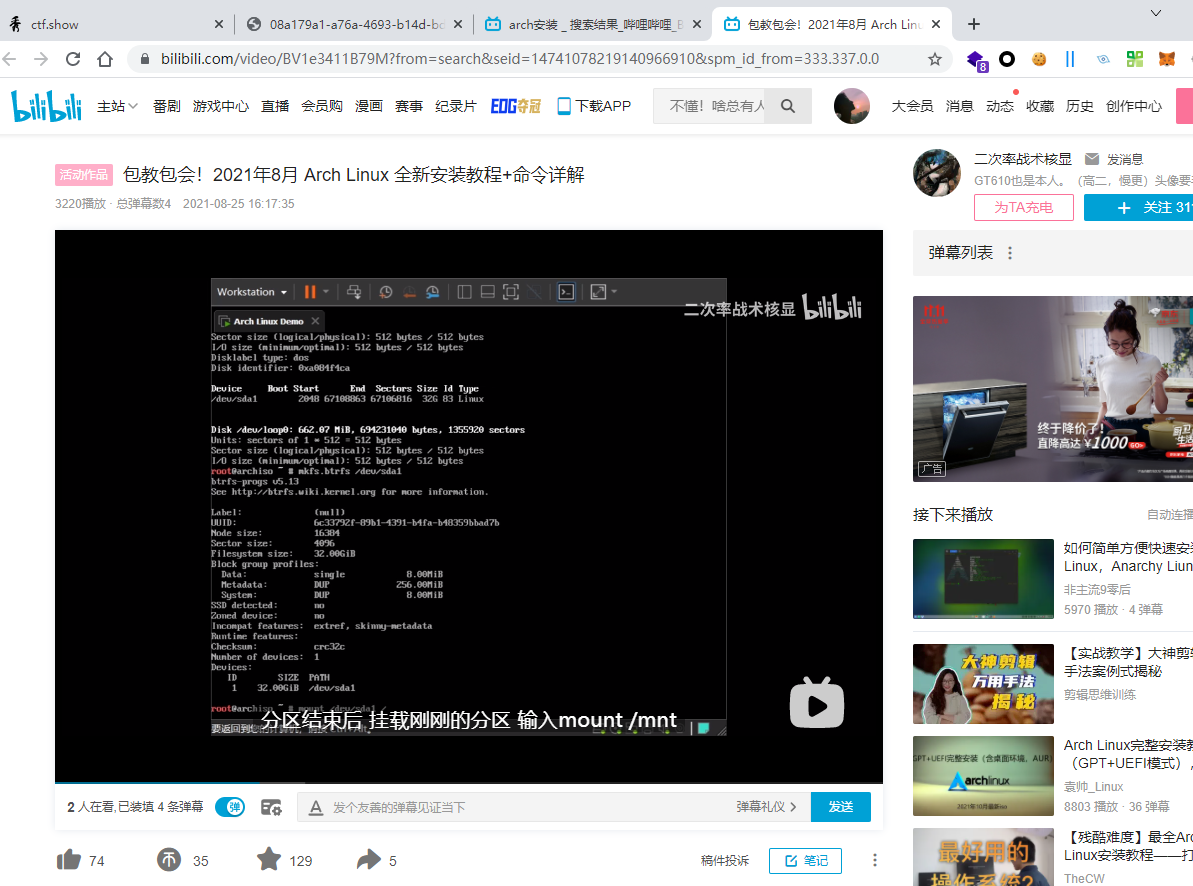 ctf.show
08a179a1-a76a-4693-b14d-bd
arch安装 _ 搜索结果_哔哩哔哩_B
包教包会！2021年8月 Arch Linu
bilibili.com/video/BV1e3411B79M?from=search&seid=14741078219140966910&spm_id_from=333.337.0.0
8
bilibili
主站
番剧
游戏中心
直播
会员购
漫画
赛事
纪录片
EDG夺冠
下载APP
不懂！啥总有人
大会员
消息
动态
收藏
历史
创作中心
活动作品
包教包会！2021年8月 Arch Linux 全新安装教程+命令详解
3220播放 · 总弹幕数4 2021-08-25 16:17:35
二次率战术核显
发消息
GT610也是本人。（高二，慢更）头像要
为TA充电
+ 关注 311
弹幕列表
Workstation
二次率战术核显 bilibili
Arch Linux Demo
Sector size (logical/physical): 512 bytes / 512 bytes
I/O size (minimum/optimal): 512 bytes / 512 bytes
Disklabel type: dos
Disk identifier: 0xa084f4ca
Device Boot Start End Sectors Size Id Type
/dev/sda1 2048 67108863 67106816 32G 83 Linux
Disk /dev/loop0: 662.07 MiB, 694231040 bytes, 1355920 sectors
Units: sectors of 1 * 512 = 512 bytes
Sector size (logical/physical): 512 bytes / 512 bytes
I/O size (minimum/optimal): 512 bytes / 512 bytes
root@archiso ~ # mkfs.btrfs /dev/sda1
btrfs-progs v5.13
See http://btrfs.wiki.kernel.org for more information.
Label: (null)
UUID: 6c33792f-89b1-4391-b4fa-b48359bbad7b
Node size: 16384
Sector size: 4096
Filesystem size: 32.00GiB
Block group profiles:
Data: single 8.00MiB
Metadata: DUP 256.00MiB
System: DUP 8.00MiB
SSD detected: no
Zoned device: no
Incompat features: extref, skinny-metadata
Runtime features:
Checksum: crc32c
Number of devices: 1
Devices:
ID SIZE PATH
1 32.00GiB /dev/sda1
root@archiso ~ # mount /dev/sda1 /
分区结束后 挂载刚刚的分区 输入mount /mnt
终于降价了！
直降高达 ¥1000
广告
接下来播放
自动连播
如何简单方便快速安装
Linux，Anarchy Liun
非主流9零后
5970 播放 · 4 弹幕
大神剪辑
万用手法
揭秘
【实战教学】大神剪辑
手法案例式揭秘
剪辑思维训练
GPT+UEFI完整安装（含桌面环境、AUR）
archlinux
2021年10月最新iso
Arch Linux完整安装教
（GPT+UEFI模式），
袁帅_Linux
8803 播放 · 36 弹幕
最好用的
操作系统?
【残酷难度】最全Arc
Linux安装教程——打
TheCW
2 人在看,已装填 4 条弹幕
弹
发个友善的弹幕见证当下
弹幕礼仪
发送
74
35
129
5
稿件投诉
笔记